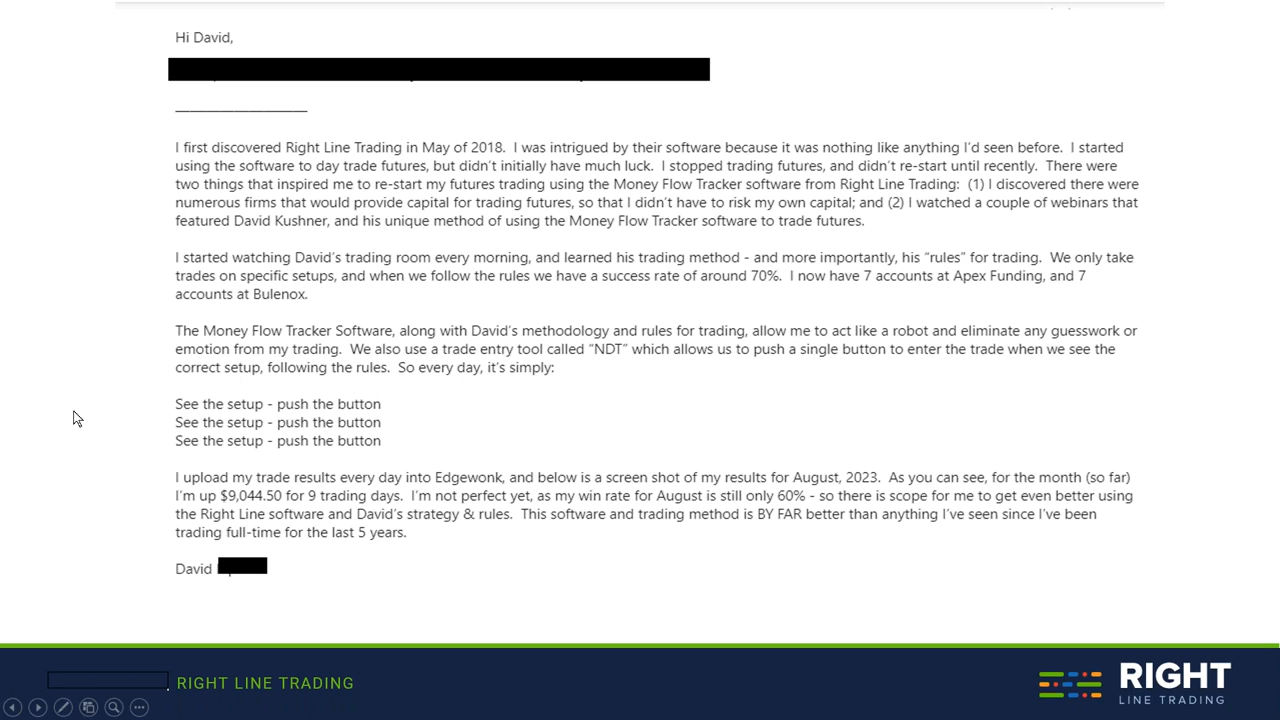 Hi David,
__________________
I first discovered Right Line Trading in May of 2018.  I was intrigued by their software because it was nothing like anything I'd seen before.  I started
using the software to day trade futures, but didn't initially have much luck.  I stopped trading futures, and didn't re-start until recently.  There were
two things that inspired me to re-start my futures trading using the Money Flow Tracker software from Right Line Trading:  (1) I discovered there were
numerous firms that would provide capital for trading futures, so that I didn't have to risk my own capital; and (2) I watched a couple of webinars that
featured David Kushner, and his unique method of using the Money Flow Tracker software to trade futures.
I started watching David's trading room every morning, and learned his trading method - and more importantly, his “rules” for trading.  We only take
trades on specific setups, and when we follow the rules we have a success rate of around 70%.  I now have 7 accounts at Apex Funding, and 7
accounts at Bulenox.
The Money Flow Tracker Software, along with David's methodology and rules for trading, allow me to act like a robot and eliminate any guesswork or
emotion from my trading.  We also use a trade entry tool called “NDT” which allows us to push a single button to enter the trade when we see the
correct setup, following the rules.  So every day, it's simply:
See the setup - push the button
See the setup - push the button
See the setup - push the button
I upload my trade results every day into Edgewonk, and below is a screen shot of my results for August, 2023.  As you can see, for the month (so far)
I'm up $9,044.50 for 9 trading days.  I'm not perfect yet, as my win rate for August is still only 60% - so there is scope for me to get even better using
the Right Line software and David's strategy & rules.  This software and trading method is BY FAR better than anything I've seen since I've been
trading full-time for the last 5 years.
David
RIGHT LINE TRADING
RIGHT
LINE TRADING